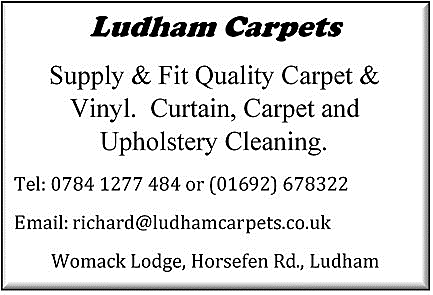 Ludham Carpets
Supply & Fit Quality Carpet &
Vinyl.  Curtain, Carpet and
Upholstery Cleaning.
Tel: 0784 1277 484 or (01692) 678322
Email: richard@ludhamcarpets.co.uk
Womack Lodge, Horsefen Rd., Ludham